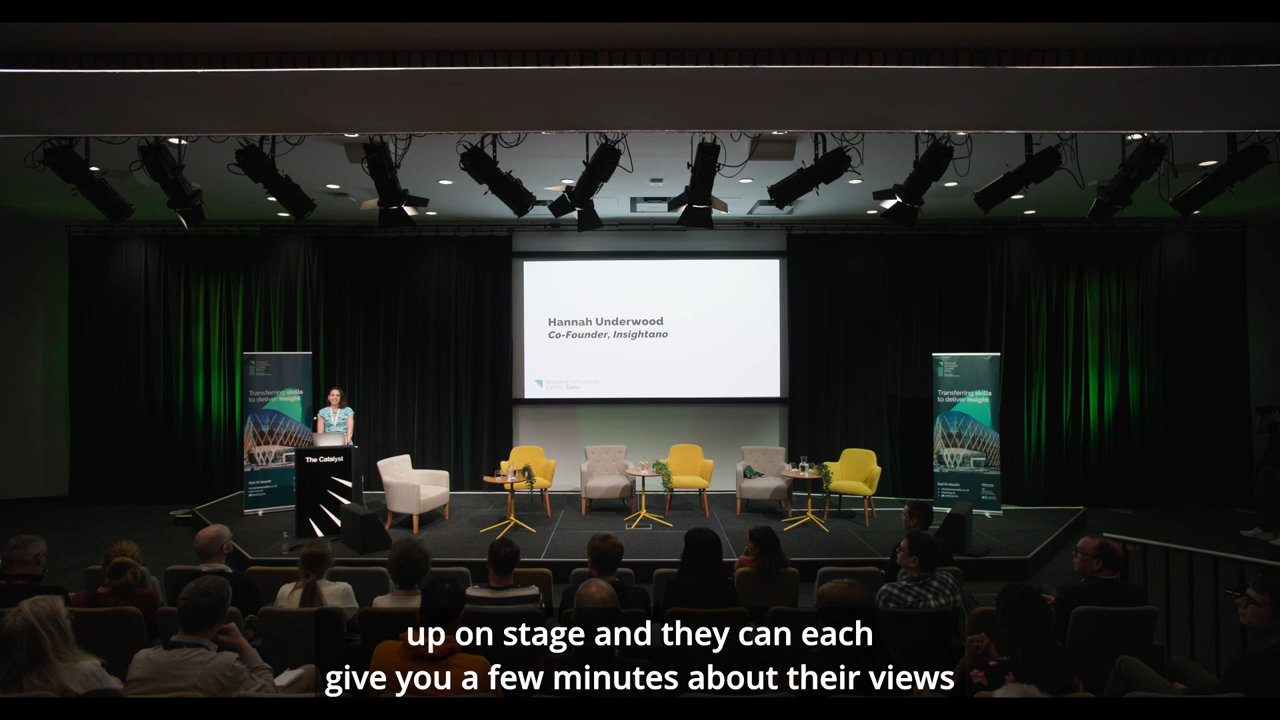 Hannah Underwood
Co-Founder, Insightano
Transferring skills
to deliver insight
The Catalyst
Transferring skills
to deliver insight
up on stage and they can each
give you a few minutes about their views